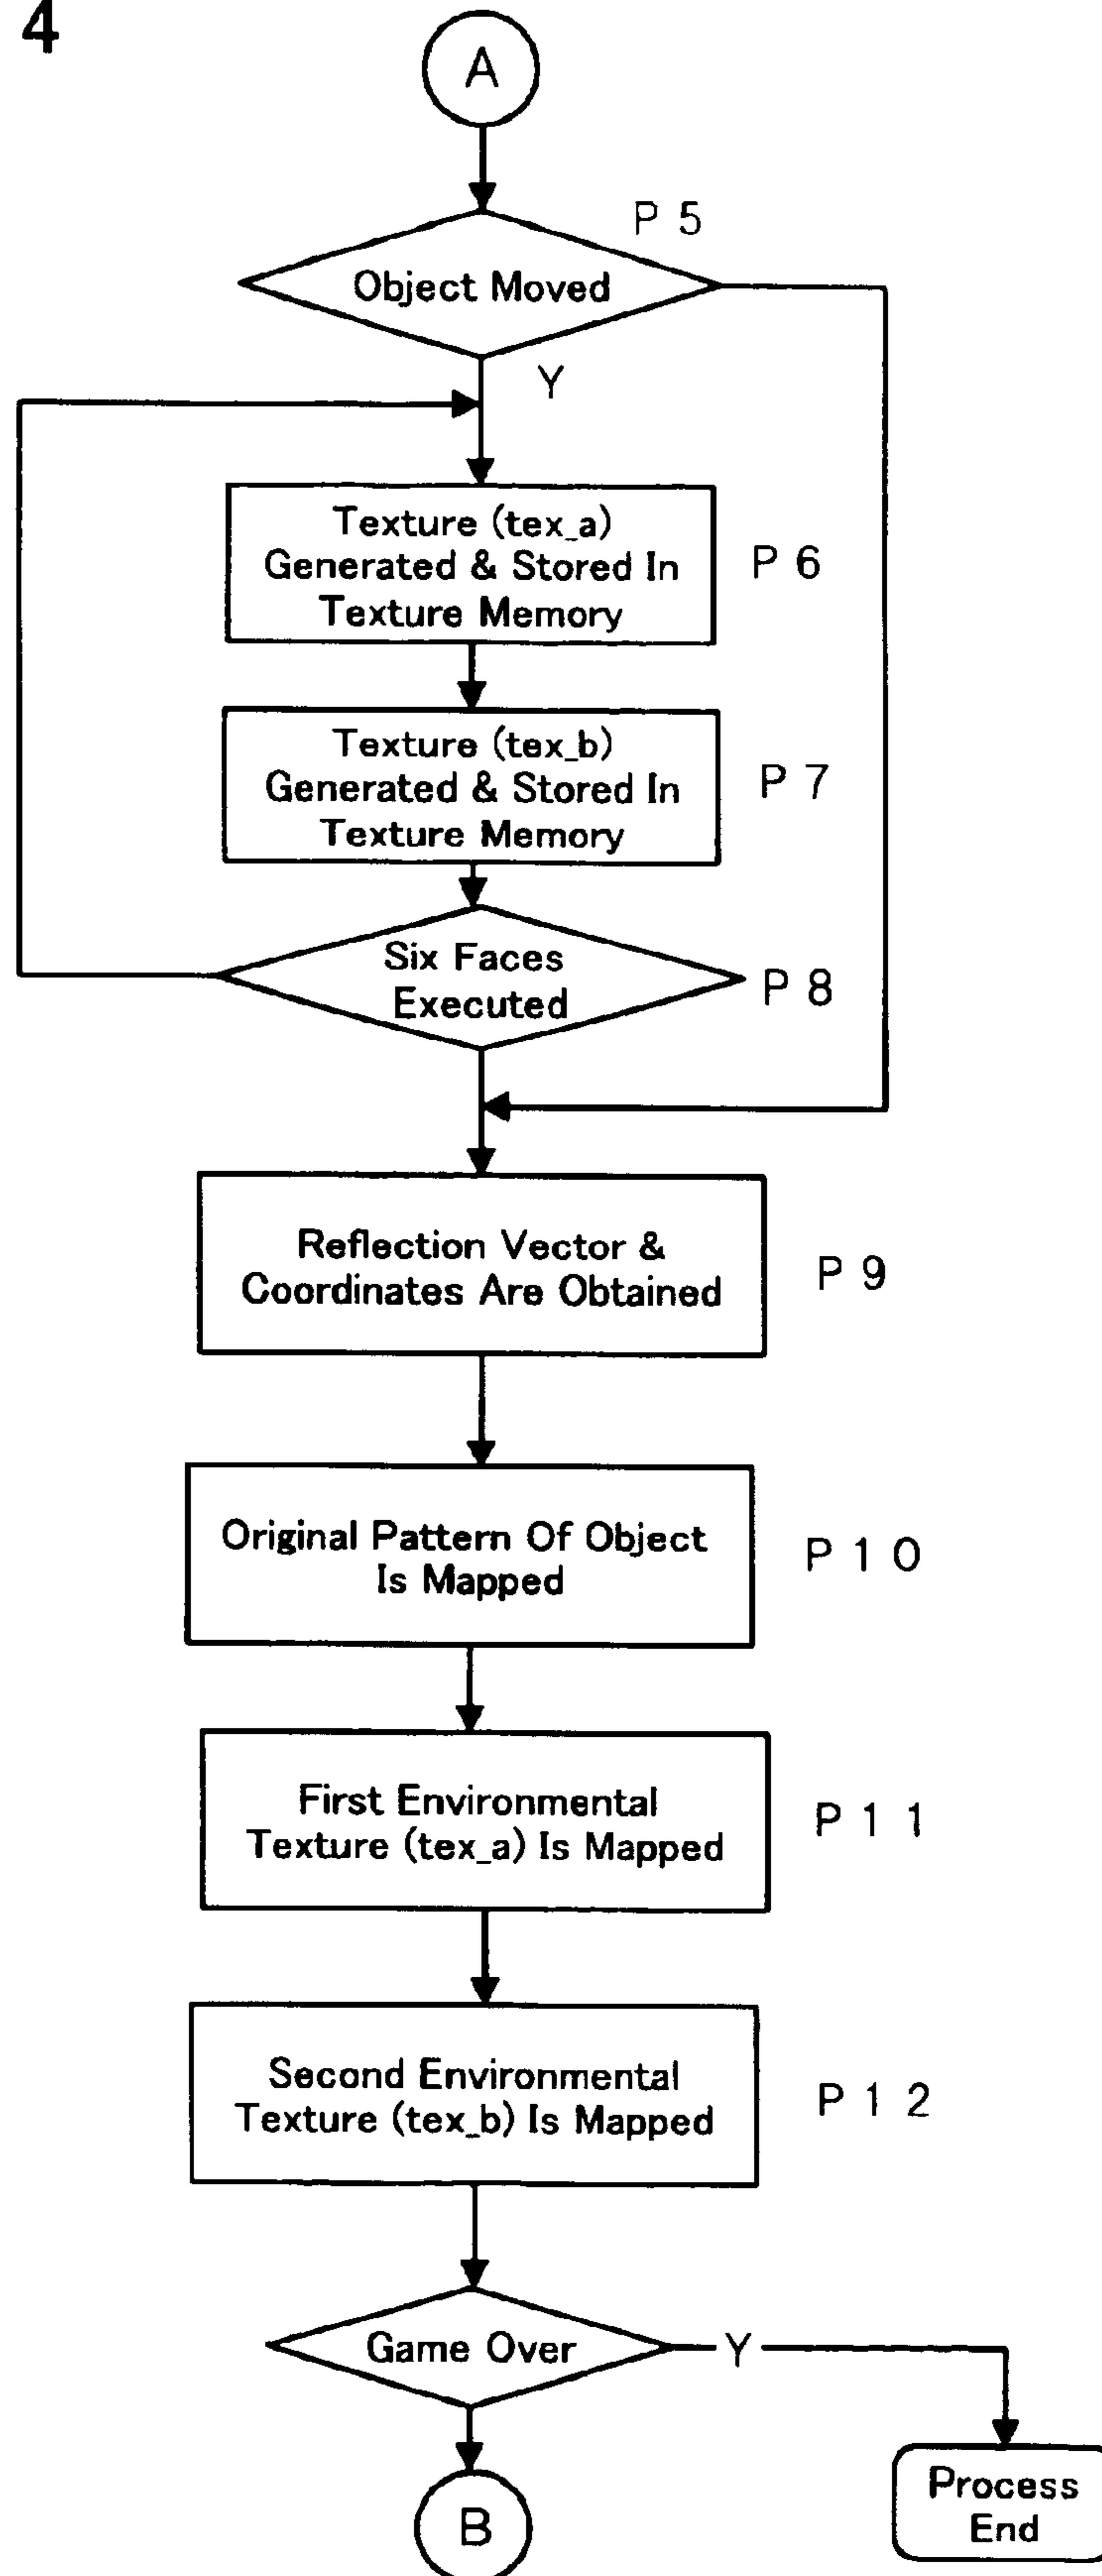 4
A
P 5
Object Moved
Y
Texture (tex_a)
Generated & Stored In
Texture Memory
P 6
Texture (tex_b)
Generated & Stored In
Texture Memory
P 7
Six Faces
Executed
P 8
Reflection Vector &
Coordinates Are Obtained
P 9
Original Pattern Of Object
Is Mapped
P 1 0
First Environmental
Texture (tex_a) Is Mapped
P 1 1
Second Environmental
Texture (tex_b) Is Mapped
P 1 2
Game Over
Y
Process
End
B